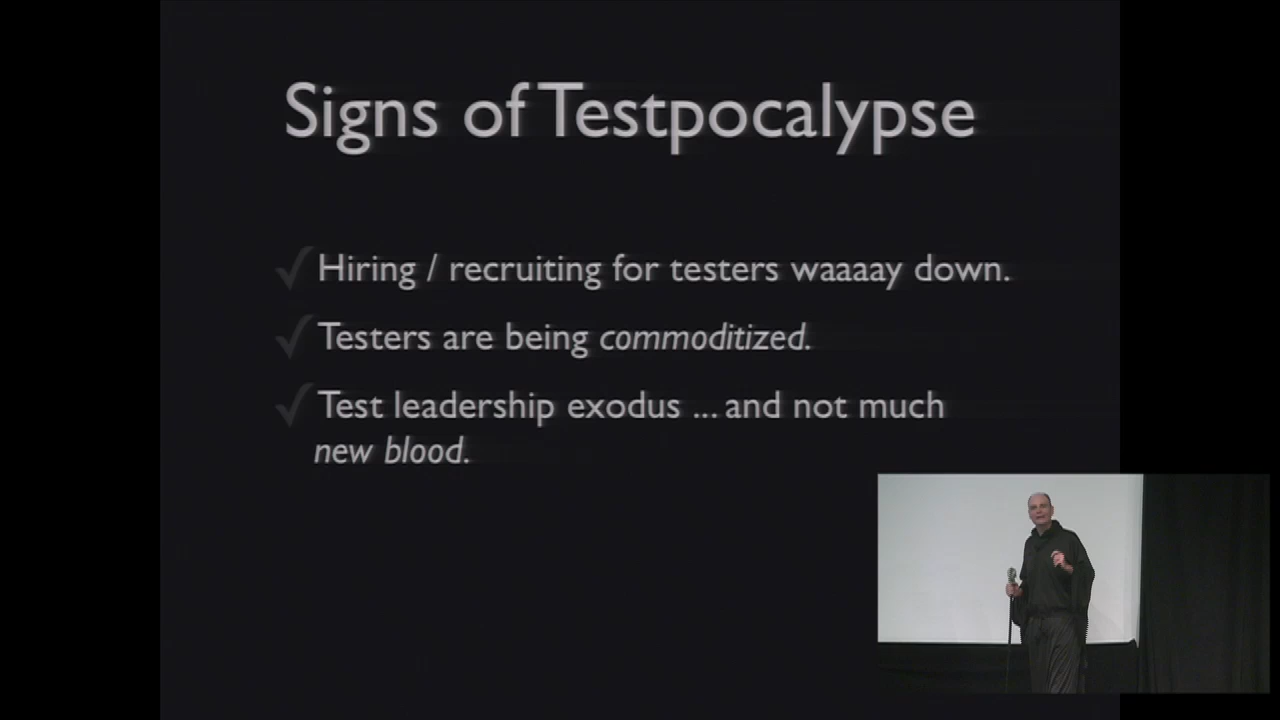 Signs of Testpocalypse
✓ Hiring / recruiting for testers waaaay down.
✓ Testers are being commoditized.
✓ Test leadership exodus ... and not much
new blood.